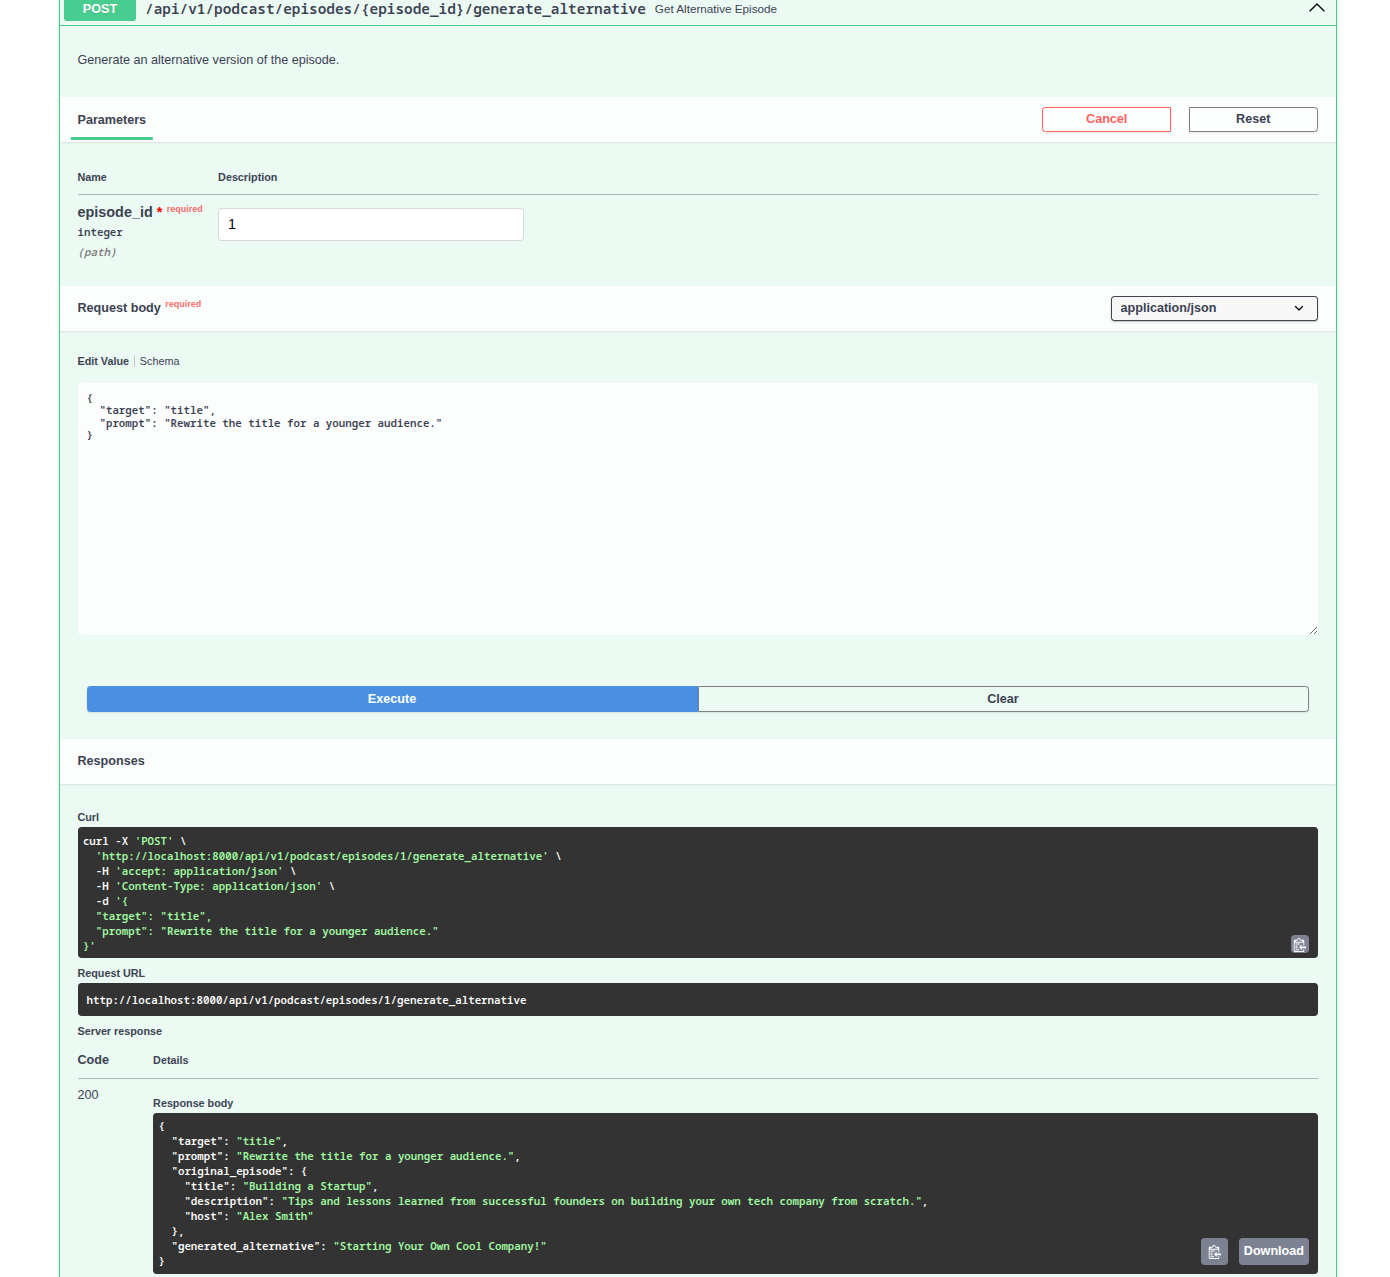 POST /api/v1/podcast/episodes/{episode_id}/generate_alternative Get Alternative Episode
Generate an alternative version of the episode.
Parameters
Cancel
Reset
Name Description
episode_id * required
integer
(path)
1
Request body required
application/json
Edit Value Schema
{
  "target": "title",
  "prompt": "Rewrite the title for a younger audience."
}
Execute
Clear
Responses
Curl
curl -X 'POST' \
  'http://localhost:8000/api/v1/podcast/episodes/1/generate_alternative' \
  -H 'accept: application/json' \
  -H 'Content-Type: application/json' \
  -d '{
  "target": "title",
  "prompt": "Rewrite the title for a younger audience."
}'
Request URL
http://localhost:8000/api/v1/podcast/episodes/1/generate_alternative
Server response
Code Details
200
Response body
{
  "target": "title",
  "prompt": "Rewrite the title for a younger audience.",
  "original_episode": {
    "title": "Building a Startup",
    "description": "Tips and lessons learned from successful founders on building your own tech company from scratch.",
    "host": "Alex Smith"
  },
  "generated_alternative": "Starting Your Own Cool Company!"
}
Download